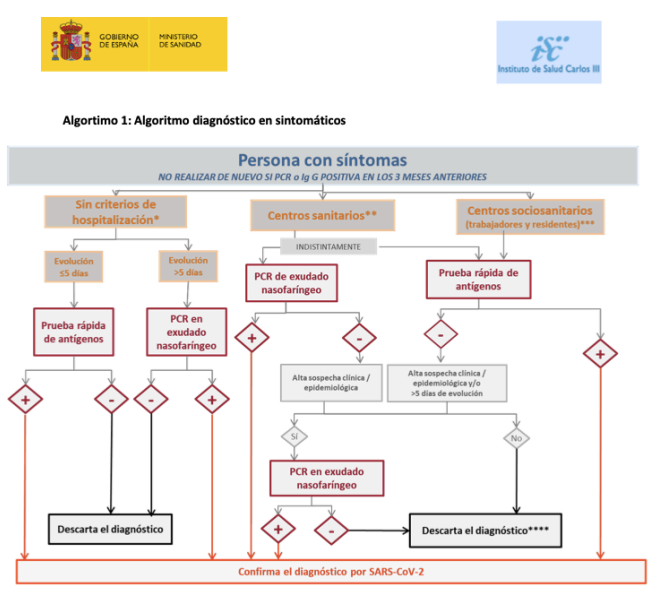 GOBIERNO
DE ESPAÑA
MINISTERIO
DE SANIDAD
isc
Instituto de Salud Carlos III
Algortimo 1: Algoritmo diagnóstico en sintomáticos
Persona con síntomas
NO REALIZAR DE NUEVO SI PCR o Ig G POSITIVA EN LOS 3 MESES ANTERIORES
Sin criterios de
hospitalización*
Centros sanitarios**
Centros sociosanitarios
(trabajadores y residentes)***
INDISTINTAMENTE
Evolución
≤5 días
Evolución
>5 días
PCR de exudado
nasofaríngeo
Prueba rápida de
antígenos
Prueba rápida
de antígenos
PCR en
exudado
nasofaríngeo
+
-
-
+
+
-
-
+
Alta sospecha clínica /
epidemiológica
Alta sospecha clínica /
epidemiológica y/o
>5 días de evolución
Sí
No
PCR en exudado
nasofaríngeo
+
-
Descarta el diagnóstico
Descarta el diagnóstico****
Confirma el diagnóstico por SARS-CoV-2